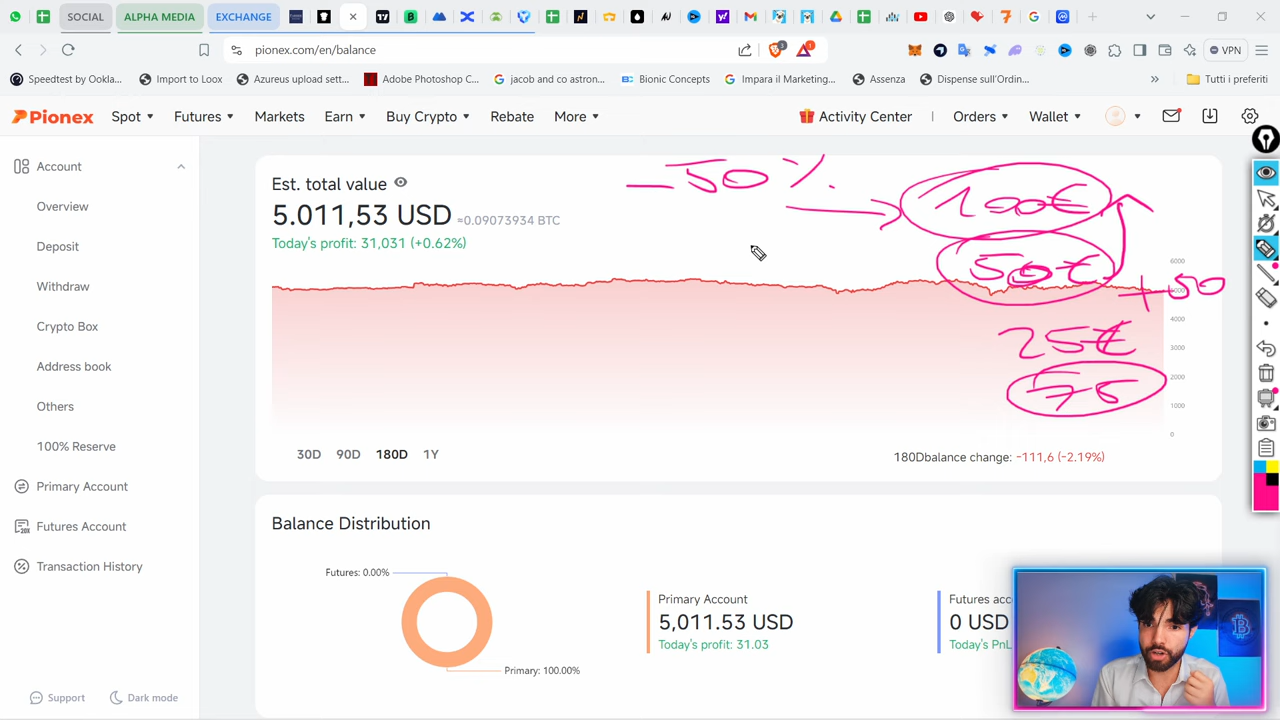 SOCIAL
ALPHA MEDIA
EXCHANGE
pionex.com/en/balance
VPN
Speedtest by Ookla...
Import to Loox
Azureus upload sett...
Adobe Photoshop C...
jacob and co astron...
Bionic Concepts
Impara il Marketing...
Assenza
Dispense sull'Ordin...
Tutti i preferiti
Pionex
Spot
Futures
Markets
Earn
Buy Crypto
Rebate
More
Activity Center
Orders
Wallet
Account
Overview
Deposit
Withdraw
Crypto Box
Address book
Others
100% Reserve
Primary Account
Futures Account
Transaction History
Support
Dark mode
Est. total value
5.011,53 USD ≈0.09073934 BTC
Today's profit: 31,031 (+0.62%)
-50%
100€
50€
+50
25€
75
6000
5000
4000
3000
2000
1000
0
30D 90D 180D 1Y
180Dbalance change: -111,6 (-2.19%)
Balance Distribution
Futures: 0.00%
Primary: 100.00%
Primary Account
5,011.53 USD
Today's profit: 31.03
Futures acc
0 USD
Today's PnL